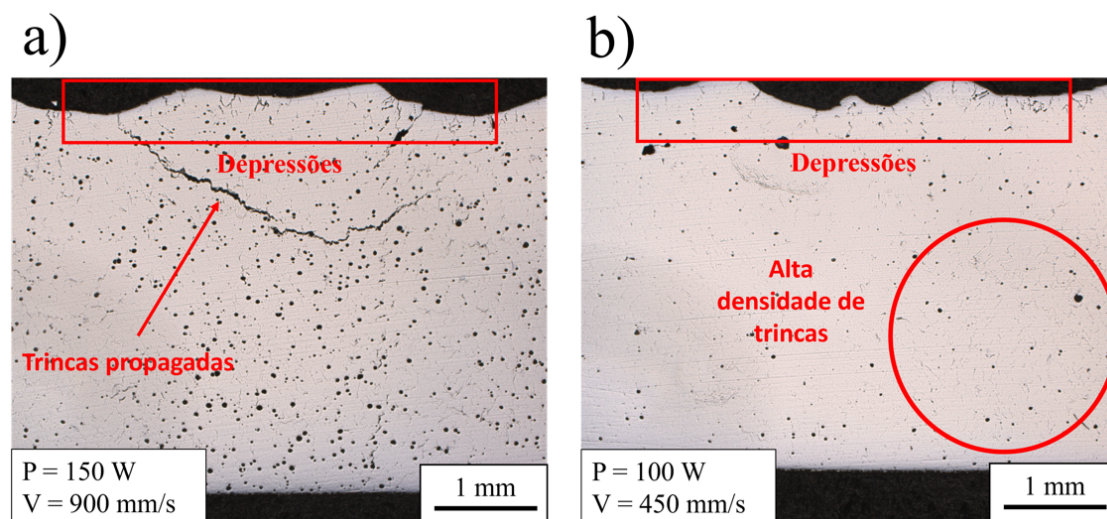 a)
b)
Depressões
Depressões
Alta
densidade de
trincas
Trincas propagadas
P = 150 W
V = 900 mm/s
1 mm
P = 100 W
V = 450 mm/s
1 mm